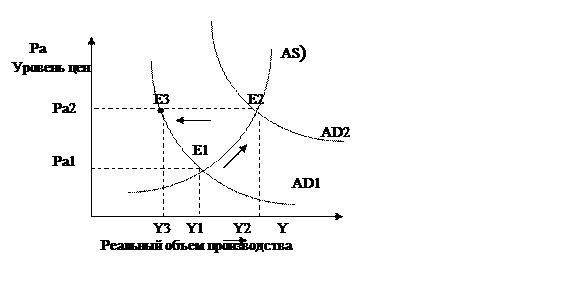 Pa
Уровень цен
AS)
E3
E2
Pa2
AD2
E1
Pa1
AD1
Y3 Y1 Y2 Y
Реальный объем производства